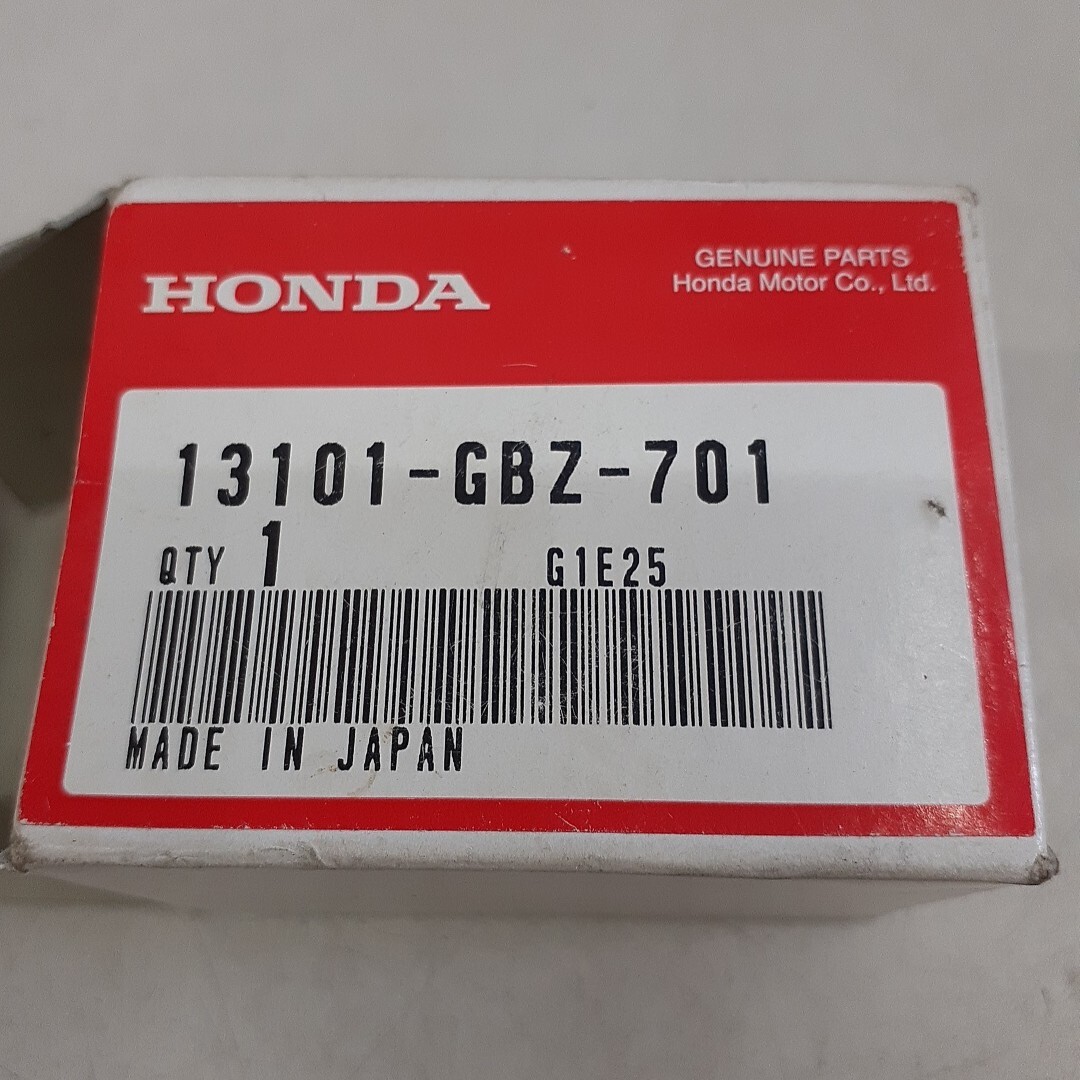 HONDA
GENUINE PARTS
Honda Motor Co., Ltd.
13101-GBZ-701
QTY 1 G1E25
MADE IN JAPAN